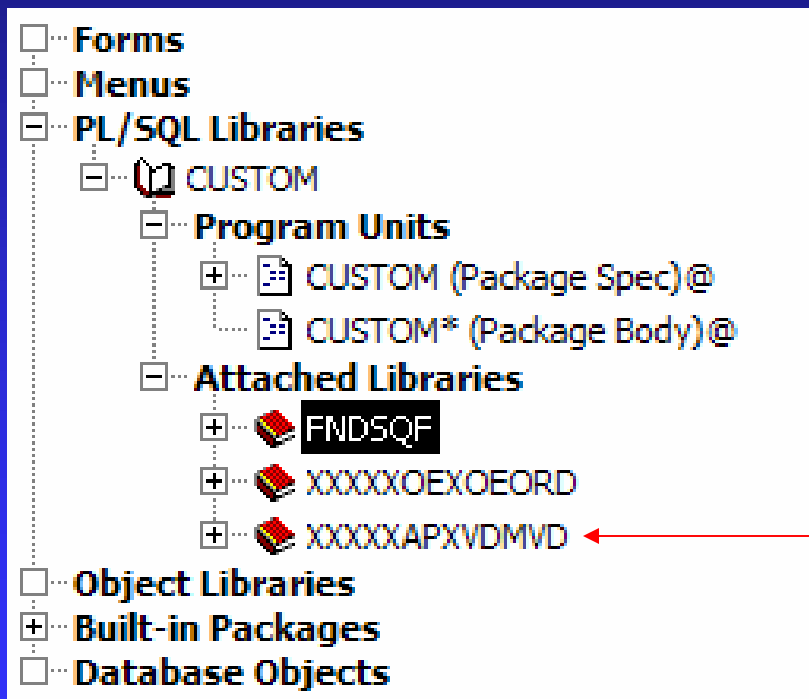 Forms
Menus
PL/SQL Libraries
CUSTOM
Program Units
CUSTOM (Package Spec)@
CUSTOM* (Package Body)@
Attached Libraries
FNDSQF
XXXXXOEXOEORD
XXXXXAPXVDMVD
Object Libraries
Built-in Packages
Database Objects